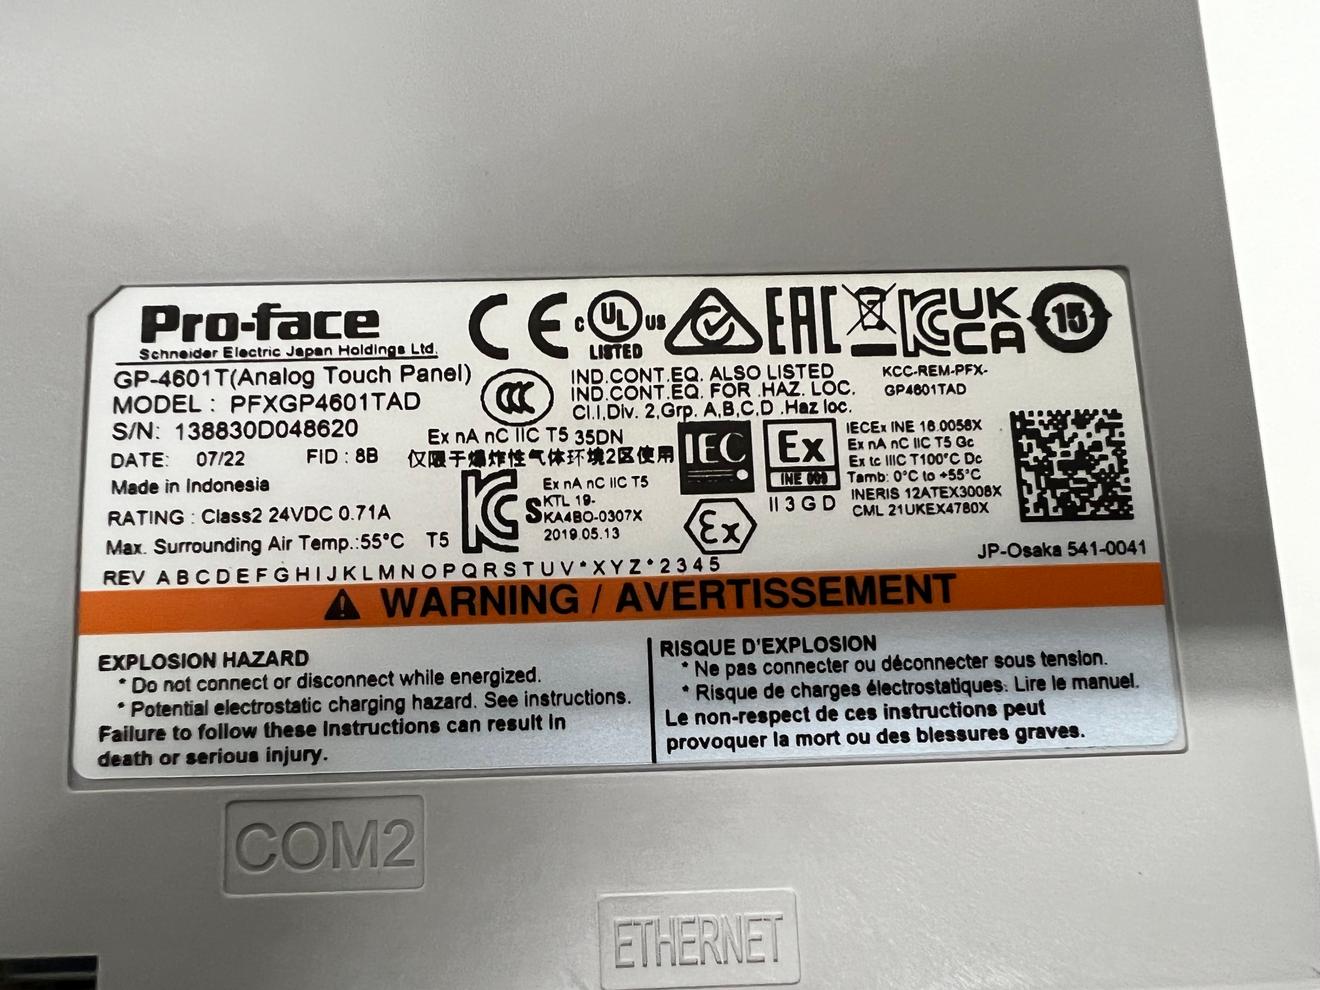 Pro-face
Schneider Electric Japan Holdings Ltd.
CE
C UL US
LISTED
EAC
UK
CA
15
GP-4601T(Analog Touch Panel)
MODEL : PFXGP4601TAD
S/N: 138830D048620
DATE: 07/22 FID : 8B
Made in Indonesia
RATING : Class2 24VDC 0.71A
Max. Surrounding Air Temp.:55°C T5
REV A B C D E F G H I J K L M N O P Q R S T U V * X Y Z * 2 3 4 5
CCC
IND.CONT.EQ. ALSO LISTED
IND.CONT.EQ. FOR .HAZ. LOC.
Cl.I,Div. 2,Grp. A,B,C,D .Haz loc.
KCC-REM-PFX-
GP4601TAD
Ex nA nC IIC T5 35DN
仅限于爆炸性气体环境2区使用
KCs
Ex nA nC IIC T5
KTL 19-
KA4BO-0307X
2019.05.13
IEC
Ex
INE 009
Ex
II 3 G D
IECEx INE 16.0058X
Ex nA nC IIC T5 Gc
Ex tc IIIC T100°C Dc
Tamb: 0°C to +55°C
INERIS 12ATEX3008X
CML 21UKEX4780X
JP-Osaka 541-0041
WARNING / AVERTISSEMENT
EXPLOSION HAZARD
* Do not connect or disconnect while energized.
* Potential electrostatic charging hazard. See instructions.
Failure to follow these Instructions can result in
death or serious injury.
RISQUE D'EXPLOSION
* Ne pas connecter ou déconnecter sous tension.
* Risque de charges électrostatiques. Lire le manuel.
Le non-respect de ces instructions peut
provoquer la mort ou des blessures graves.
COM2
ETHERNET